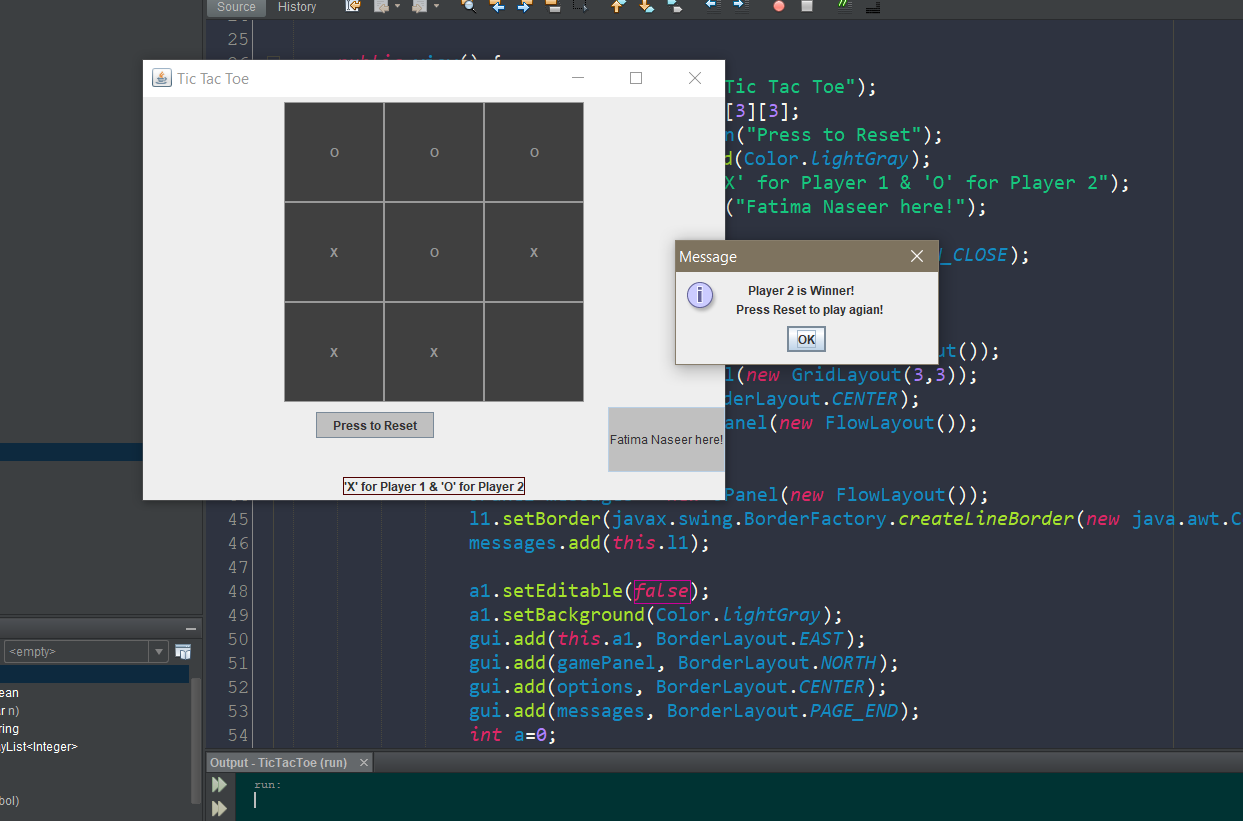 Source History
25
Tic Tac Toe
Tic Tac Toe");
[3][3];
("Press to Reset");
(Color.lightGray);
X' for Player 1 & 'O' for Player 2");
("Fatima Naseer here!");
_CLOSE);
());
(new GridLayout(3,3));
BorderLayout.CENTER);
Panel(new FlowLayout());
O O O
X O X
X X
Message
Player 2 is Winner!
Press Reset to play agian!
OK
Press to Reset
Fatima Naseer here!
'X' for Player 1 & 'O' for Player 2
Panel(new FlowLayout());
45 l1.setBorder(javax.swing.BorderFactory.createLineBorder(new java.awt.C
46 messages.add(this.l1);
47
48 a1.setEditable(false);
49 a1.setBackground(Color.lightGray);
50 gui.add(this.a1, BorderLayout.EAST);
51 gui.add(gamePanel, BorderLayout.NORTH);
52 gui.add(options, BorderLayout.CENTER);
53 gui.add(messages, BorderLayout.PAGE_END);
54 int a=0;
<empty>
ean
r n)
ring
yList<Integer>
ool)
Output - TicTacToe (run)
run: